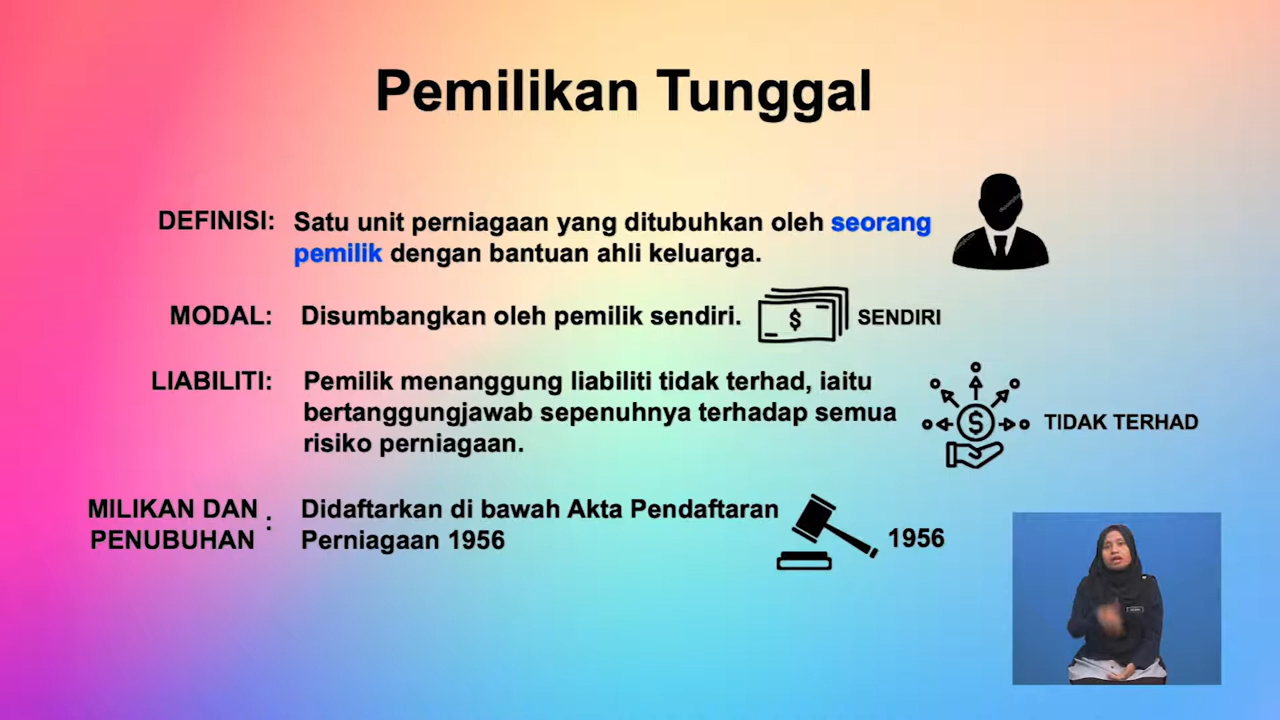 Pemilikan Tunggal
DEFINISI: Satu unit perniagaan yang ditubuhkan oleh seorang
pemilik dengan bantuan ahli keluarga.
MODAL: Disumbangkan oleh pemilik sendiri. $ SENDIRI
LIABILITI: Pemilik menanggung liabiliti tidak terhad, iaitu
bertanggungjawab sepenuhnya terhadap semua
risiko perniagaan.
$ TIDAK TERHAD
MILIKAN DAN
PENUBUHAN :
Didaftarkan di bawah Akta Pendaftaran
Perniagaan 1956
1956